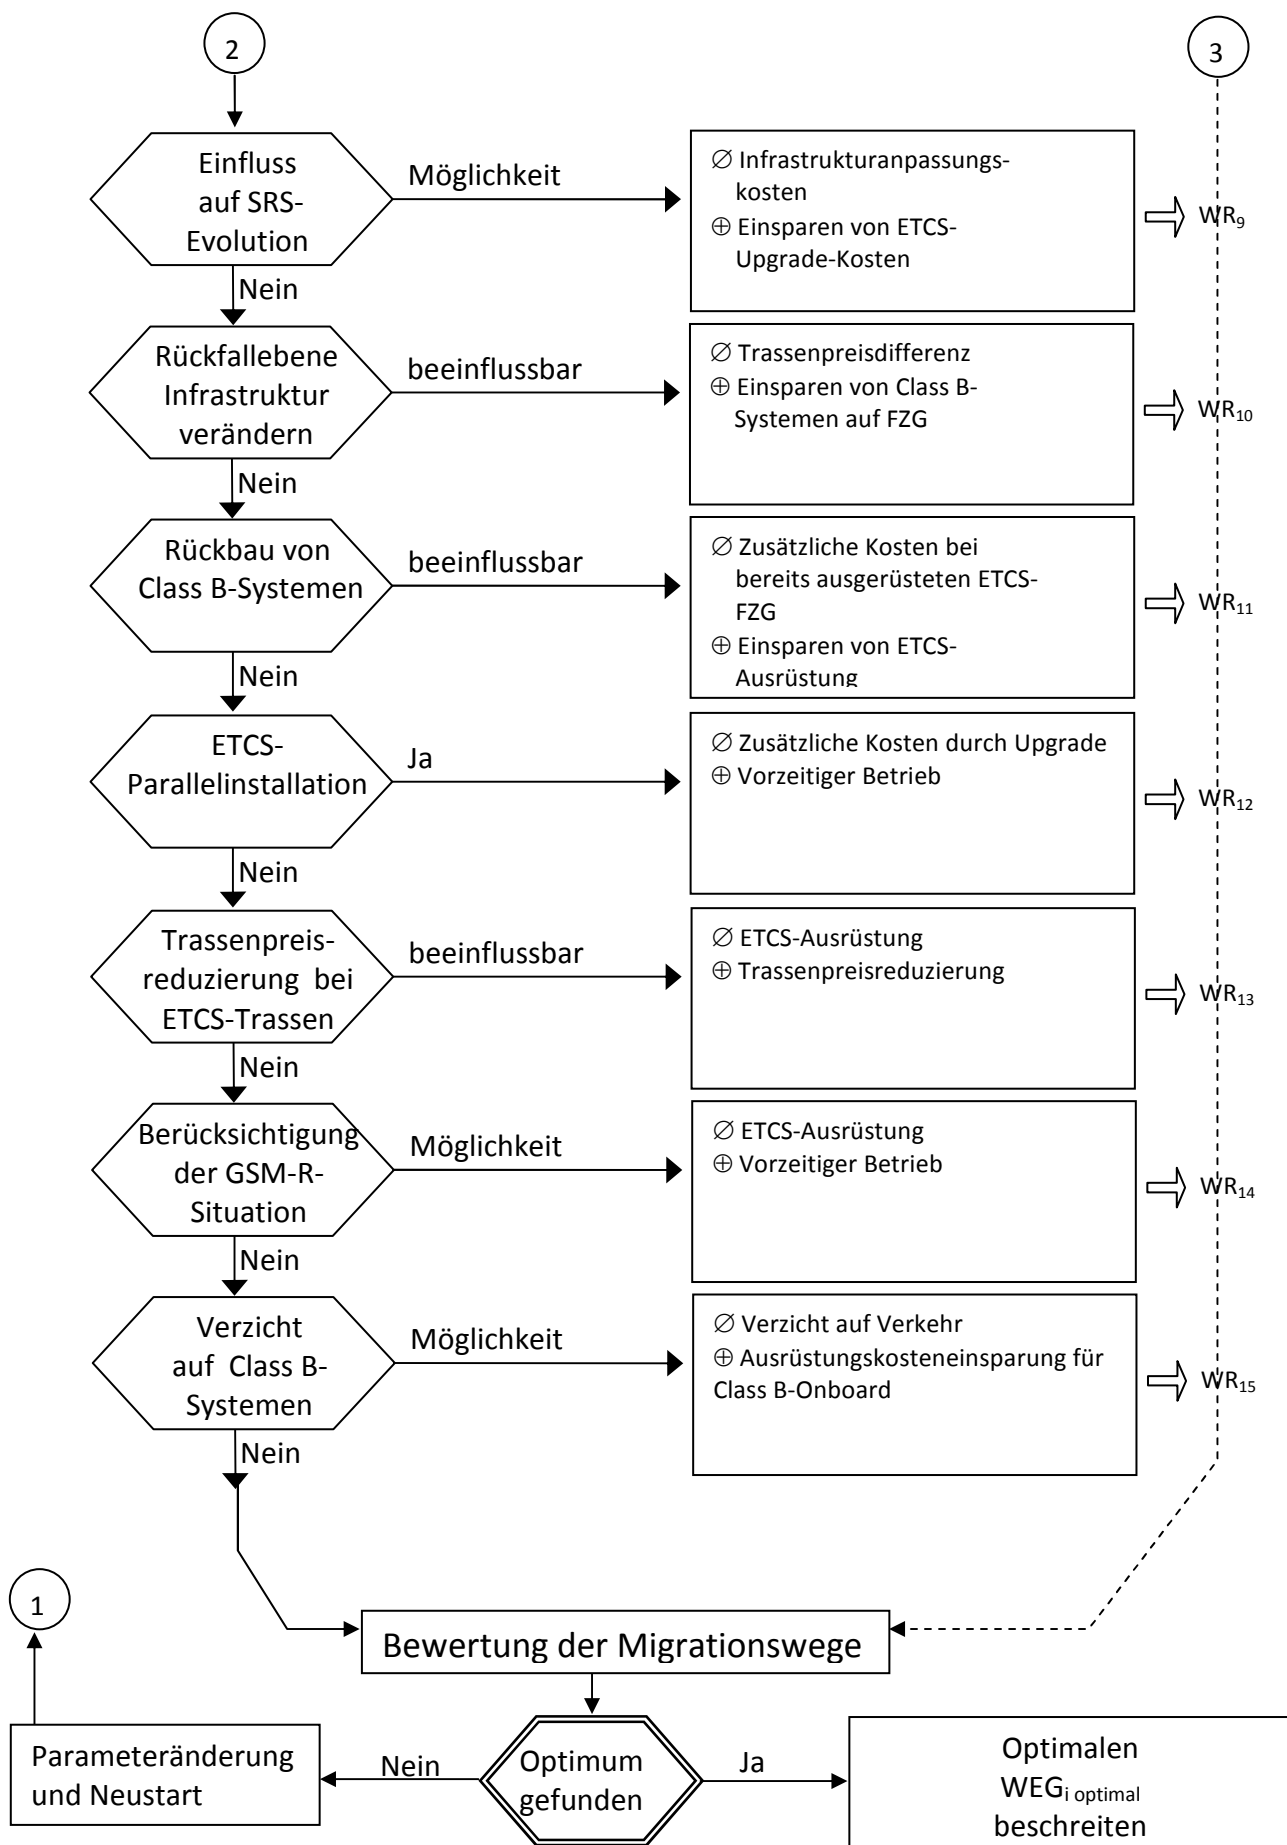 2
3
Einfluss
auf SRS-
Evolution
Möglichkeit
∅ Infrastrukturanpassungs-
kosten
⊕ Einsparen von ETCS-
Upgrade-Kosten
WR9
Nein
Rückfallebene
Infrastruktur
verändern
beeinflussbar
∅ Trassenpreisdifferenz
⊕ Einsparen von Class B-
Systemen auf FZG
WR10
Nein
Rückbau von
Class B-Systemen
beeinflussbar
∅ Zusätzliche Kosten bei
bereits ausgerüsteten ETCS-
FZG
⊕ Einsparen von ETCS-
Ausrüstung
WR11
Nein
ETCS-
Parallelinstallation
Ja
∅ Zusätzliche Kosten durch Upgrade
⊕ Vorzeitiger Betrieb
WR12
Nein
Trassenpreis-
reduzierung bei
ETCS-Trassen
beeinflussbar
∅ ETCS-Ausrüstung
⊕ Trassenpreisreduzierung
WR13
Nein
Berücksichtigung
der GSM-R-
Situation
Möglichkeit
∅ ETCS-Ausrüstung
⊕ Vorzeitiger Betrieb
WR14
Nein
Verzicht
auf Class B-
Systemen
Möglichkeit
∅ Verzicht auf Verkehr
⊕ Ausrüstungskosteneinsparung für
Class B-Onboard
WR15
Nein
1
Bewertung der Migrationswege
Parameteränderung
und Neustart
Nein
Optimum
gefunden
Ja
Optimalen
WEGi optimal
beschreiten